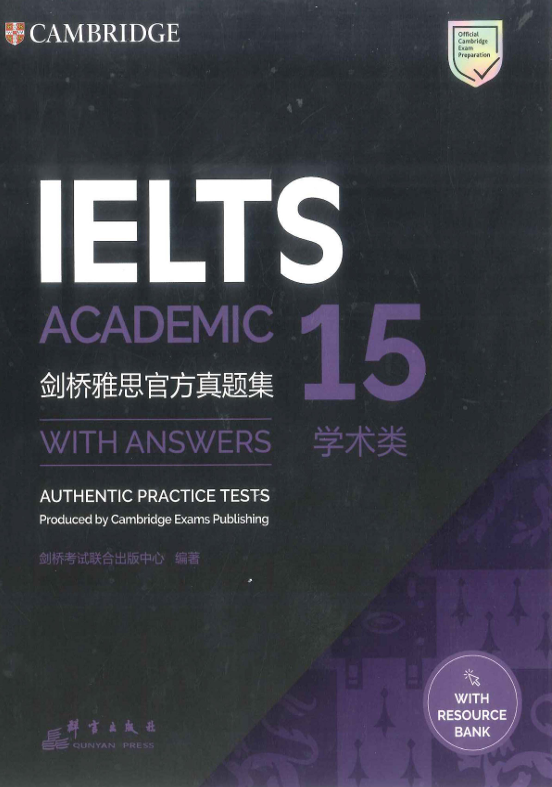 CAMBRIDGE
Official
Cambridge
Exam
Preparation
IELTS
ACADEMIC 15
剑桥雅思官方真题集
WITH ANSWERS
学术类
AUTHENTIC PRACTICE TESTS
Produced by Cambridge Exams Publishing
剑桥考试联合出版中心 编著
WITH
RESOURCE
BANK
群言出版社
QUNYAN PRESS